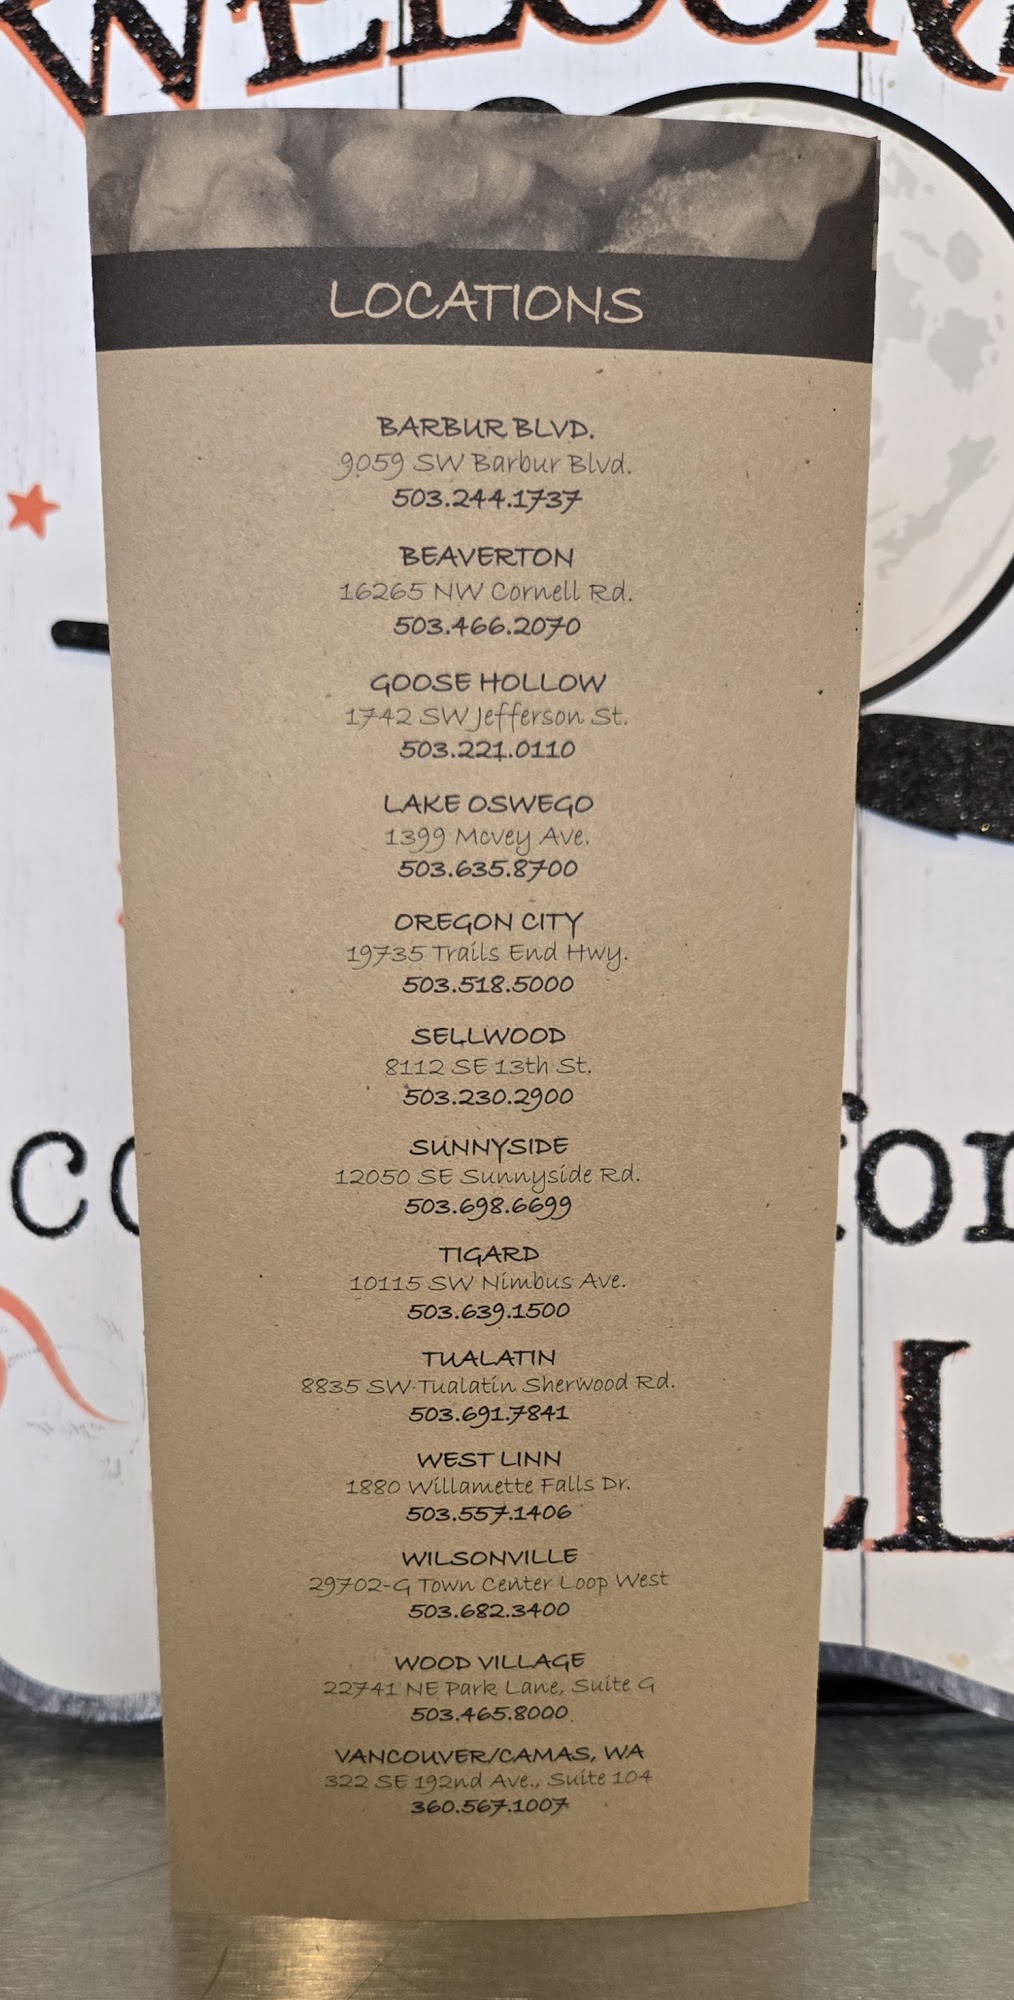 WELCOM
LOCATIONS
BARBUR BLVD.
9059 SW Barbur Blvd.
503.244.1737
BEAVERTON
16265 NW Cornell Rd.
503.466.2070
GOOSE HOLLOW
1742 SW Jefferson St.
503.221.0110
LAKE OSWEGO
1399 Mcvey Ave.
503.635.8700
OREGON CITY
19735 Trails End Hwy.
503.518.5000
SELLWOOD
8112 SE 13th St.
503.230.2900
SUNNYSIDE
12050 SE Sunnyside Rd.
503.698.6699
TIGARD
10115 SW Nimbus Ave.
503.639.1500
TUALATIN
8835 SW Tualatin Sherwood Rd.
503.691.7841
WEST LINN
1880 Willamette Falls Dr.
503.557.1406
WILSONVILLE
29702-G Town Center Loop West
503.682.3400
WOOD VILLAGE
22741 NE Park Lane, Suite G
503.465.8000
VANCOUVER/CAMAS, WA
322 SE 192nd Ave., Suite 104
360.567.1007